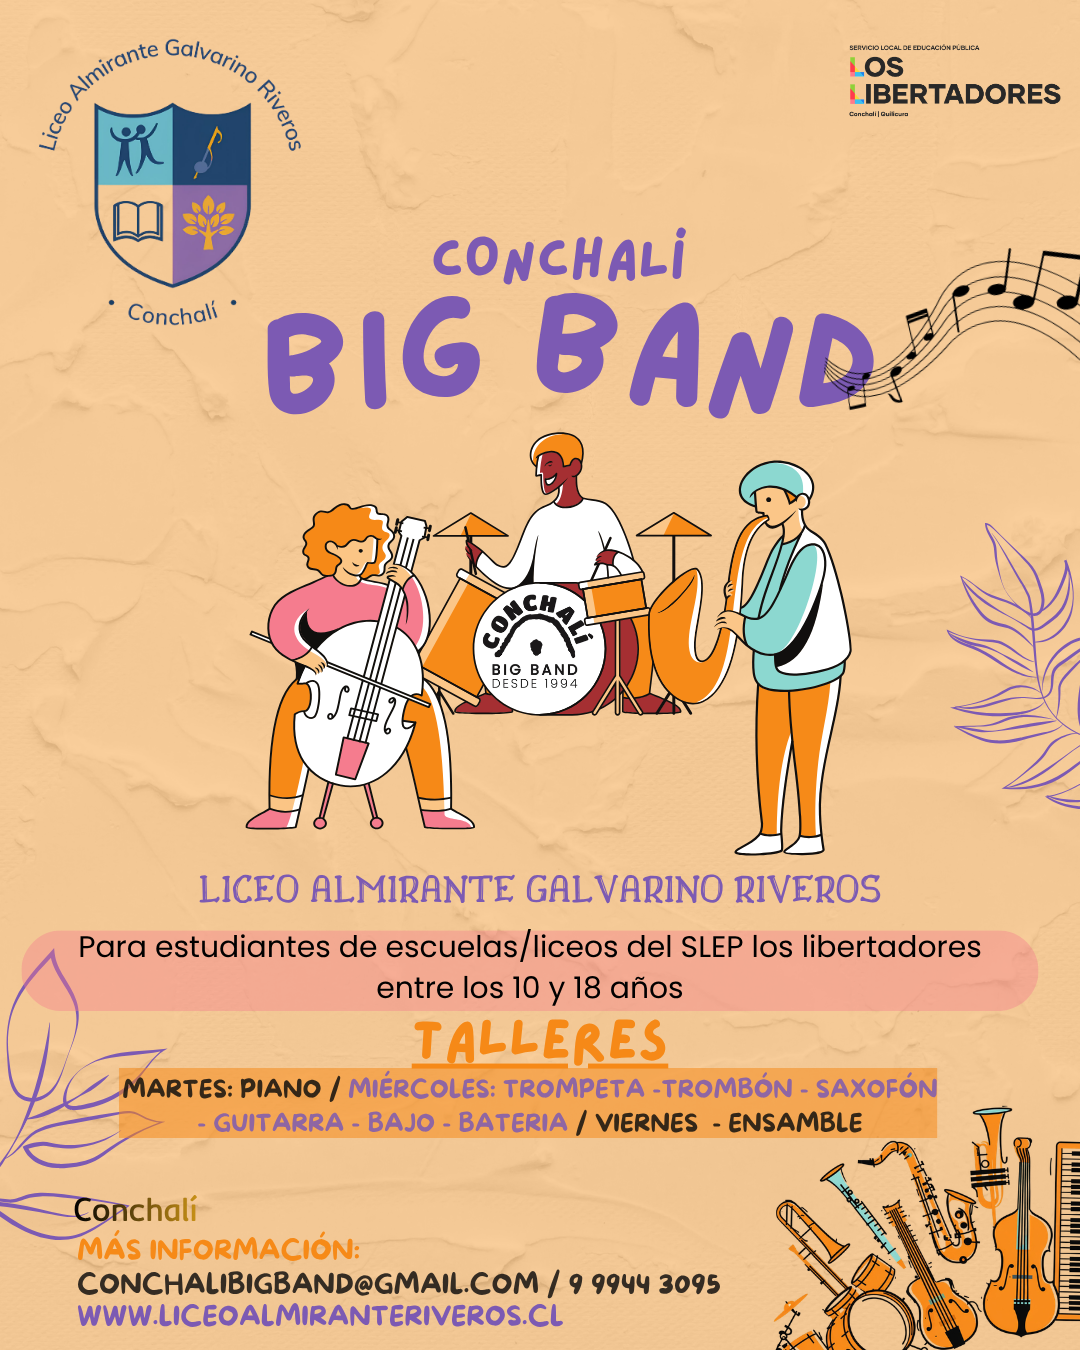 Liceo Almirante Galvarino Riveros
• Conchalí •
SERVICIO LOCAL DE EDUCACIÓN PÚBLICA
LOS
LIBERTADORES
Conchalí | Quilicura
CONCHALÍ
BIG BAND
CONCHALÍ
BIG BAND
DESDE 1994
LICEO ALMIRANTE GALVARINO RIVEROS
Para estudiantes de escuelas/liceos del SLEP los libertadores
entre los 10 y 18 años
TALLERES
MARTES: PIANO / MIÉRCOLES: TROMPETA -TROMBÓN - SAXOFÓN
- GUITARRA - BAJO - BATERIA / VIERNES - ENSAMBLE
Conchalí
MÁS INFORMACIÓN:
CONCHALIBIGBAND@GMAIL.COM / 9 9944 3095
WWW.LICEOALMIRANTERIVEROS.CL